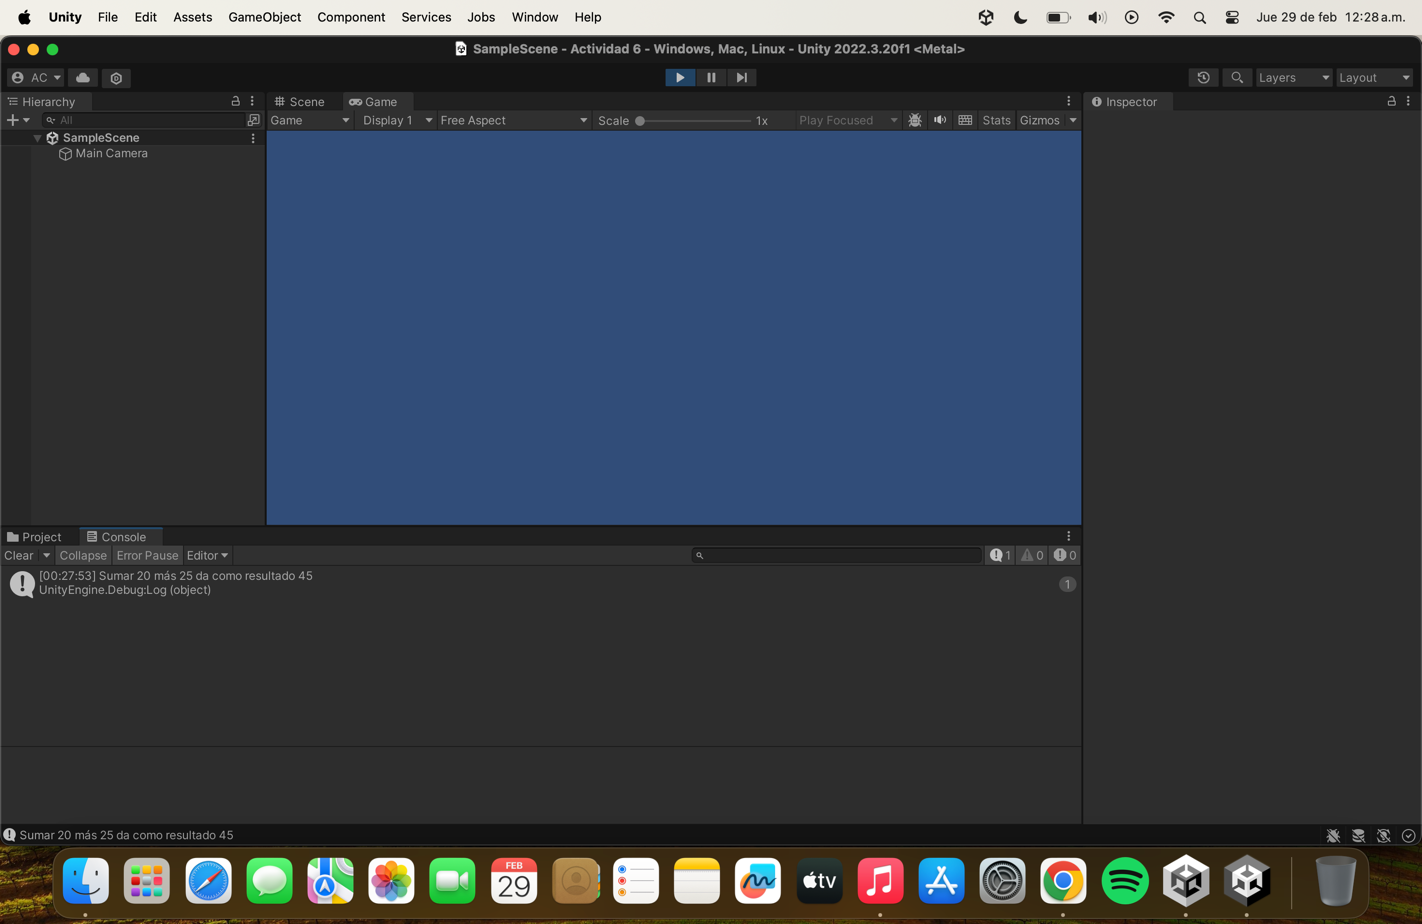 Unity File Edit Assets GameObject Component Services Jobs Window Help Jue 29 de feb 12:28 a.m.
SampleScene - Actividad 6 - Windows, Mac, Linux - Unity 2022.3.20f1 <Metal>
AC Layers Layout
Hierarchy Scene Game Inspector
All Game Display 1 Free Aspect Scale 1x Play Focused Stats Gizmos
SampleScene
Main Camera
Project Console
Clear Collapse Error Pause Editor 1 0 0
[00:27:53] Sumar 20 más 25 da como resultado 45
UnityEngine.Debug:Log (object)
1
Sumar 20 más 25 da como resultado 45
FEB
29
tv